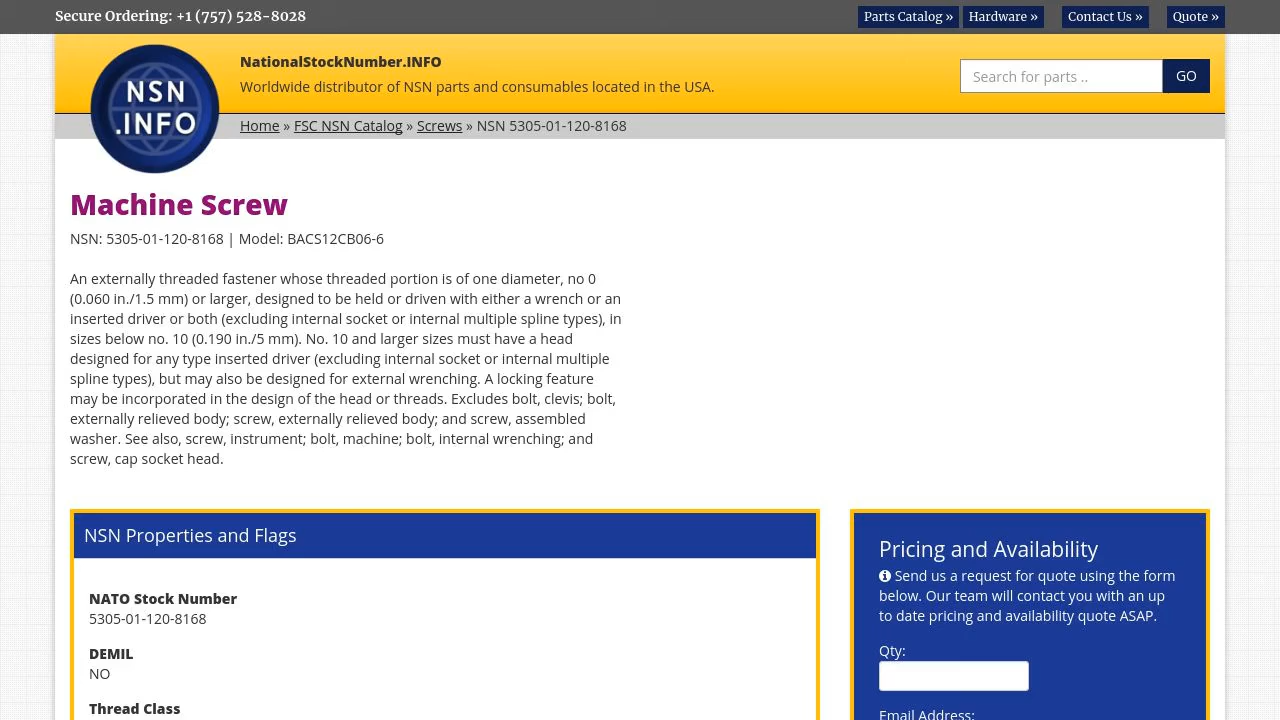 Secure Ordering: +1 (757) 528-8028
Parts Catalog »
Hardware »
Contact Us »
Quote »
NSN
.INFO
NationalStockNumber.INFO
Worldwide distributor of NSN parts and consumables located in the USA.
Search for parts ..
GO
Home » FSC NSN Catalog » Screws » NSN 5305-01-120-8168
Machine Screw
NSN: 5305-01-120-8168 | Model: BACS12CB06-6
An externally threaded fastener whose threaded portion is of one diameter, no 0
(0.060 in./1.5 mm) or larger, designed to be held or driven with either a wrench or an
inserted driver or both (excluding internal socket or internal multiple spline types), in
sizes below no. 10 (0.190 in./5 mm). No. 10 and larger sizes must have a head
designed for any type inserted driver (excluding internal socket or internal multiple
spline types), but may also be designed for external wrenching. A locking feature
may be incorporated in the design of the head or threads. Excludes bolt, clevis; bolt,
externally relieved body; screw, externally relieved body; and screw, assembled
washer. See also, screw, instrument; bolt, machine; bolt, internal wrenching; and
screw, cap socket head.
NSN Properties and Flags
NATO Stock Number
5305-01-120-8168
DEMIL
NO
Thread Class
Pricing and Availability
Send us a request for quote using the form
below. Our team will contact you with an up
to date pricing and availability quote ASAP.
Qty:
Email Address: